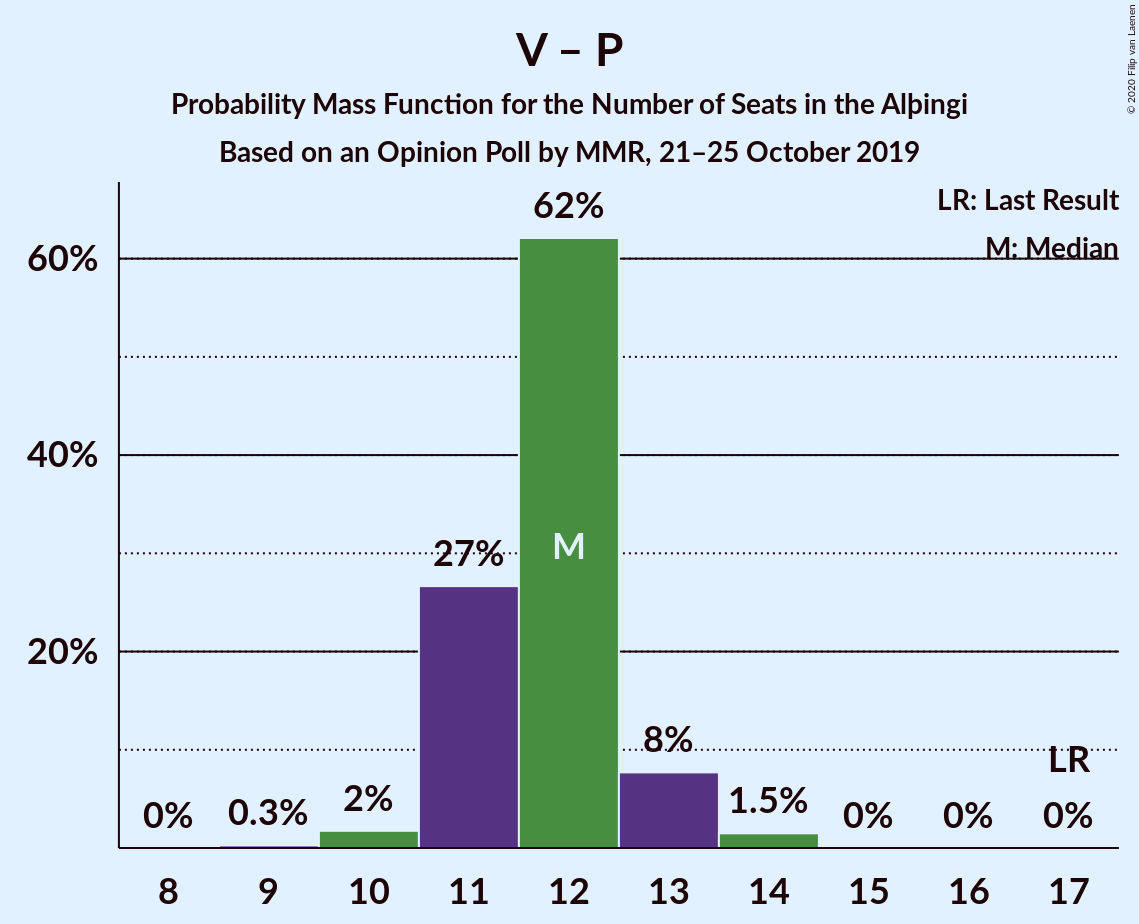 V – P
Probability Mass Function for the Number of Seats in the Alþingi
Based on an Opinion Poll by MMR, 21–25 October 2019
© 2020 Filip van Laenen
LR: Last Result
M: Median
60%
40%
20%
0%
0.3%
2%
27%
62%
M
8%
1.5%
0%
0%
LR
0%
8 9 10 11 12 13 14 15 16 17